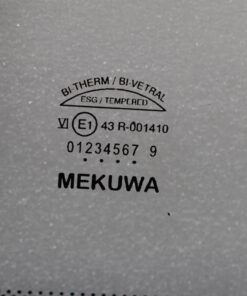 BI-THERM / BI-VETRAL
ESG / TEMPERED
VI E1 43 R-001410
01234567 9
. . . .
MEKUWA